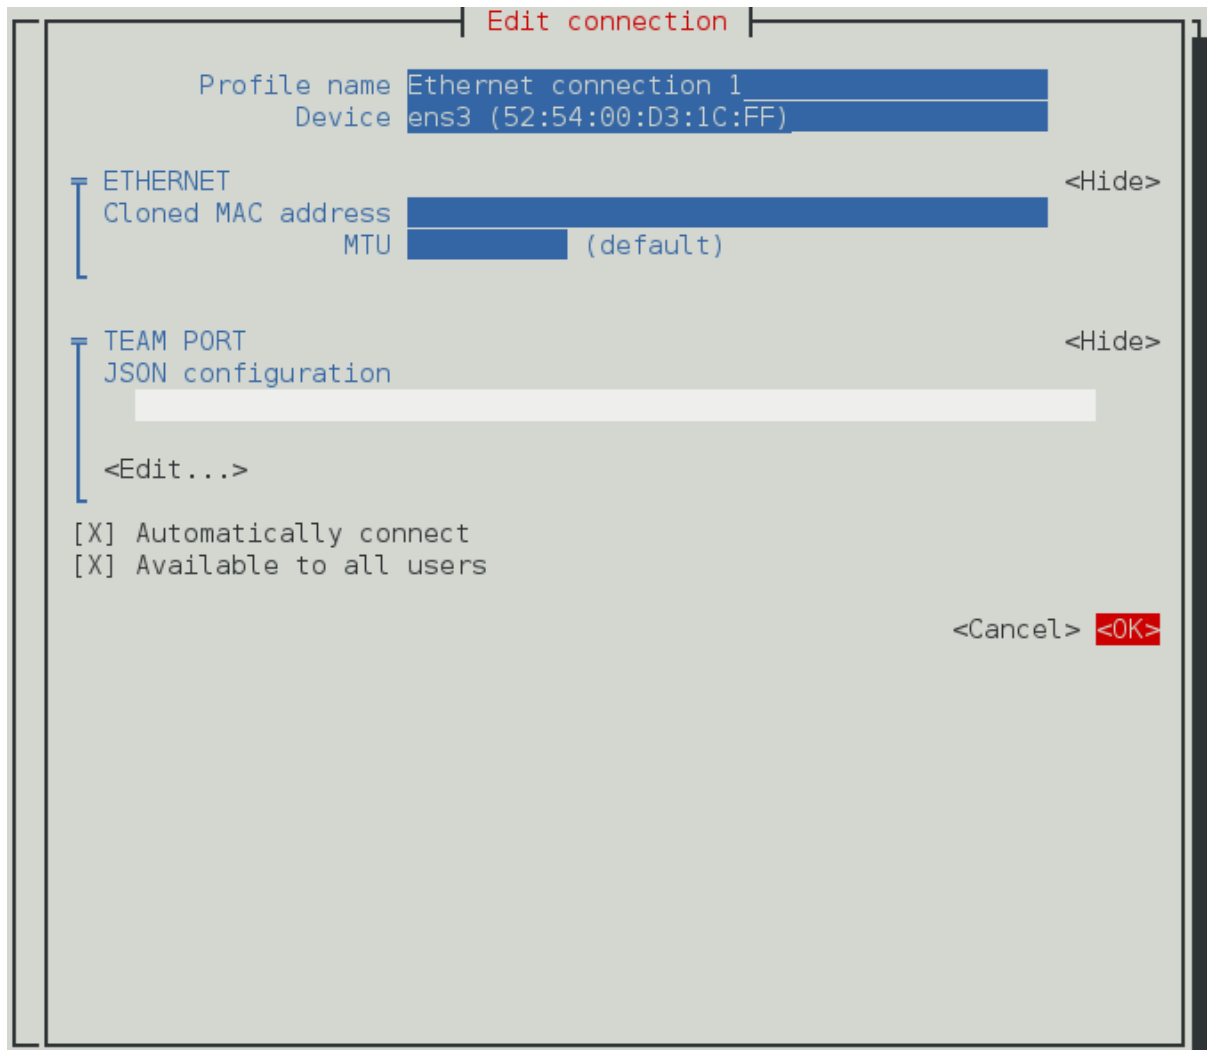 Edit connection
Profile name Ethernet connection 1
Device ens3 (52:54:00:D3:1C:FF)
ETHERNET <Hide>
Cloned MAC address
MTU (default)
TEAM PORT <Hide>
JSON configuration
<Edit...>
[X] Automatically connect
[X] Available to all users
<Cancel> <OK>